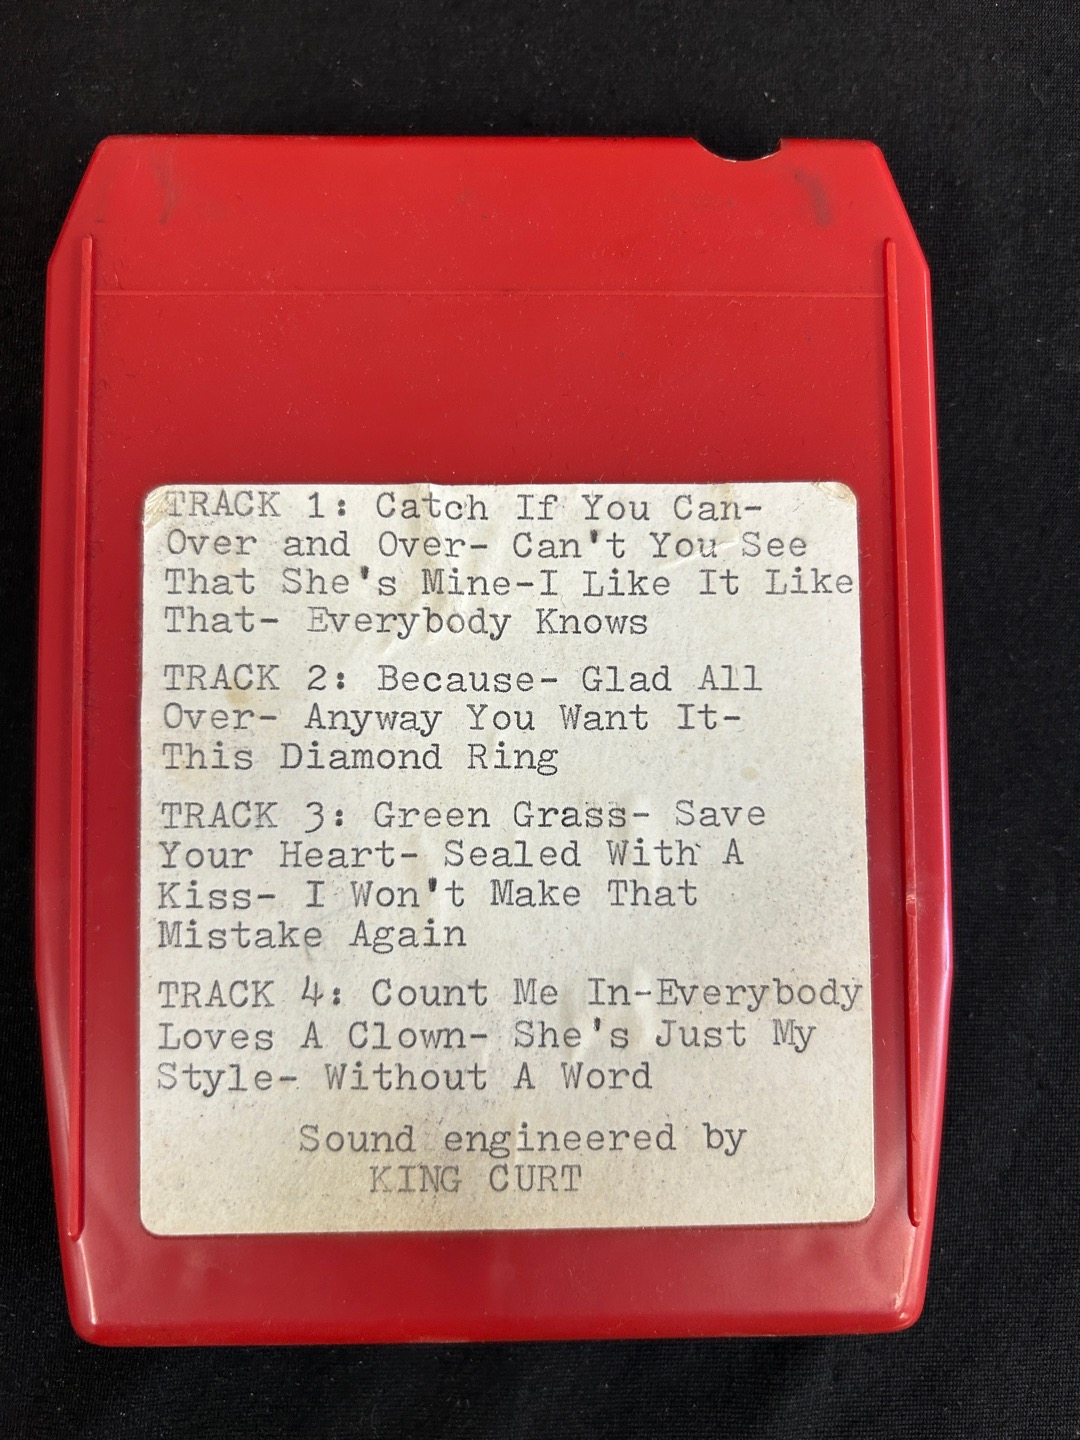 TRACK 1: Catch If You Can-
Over and Over- Can't You See
That She's Mine-I Like It Like
That- Everybody Knows
TRACK 2: Because- Glad All
Over- Anyway You Want It-
This Diamond Ring
TRACK 3: Green Grass- Save
Your Heart- Sealed With A
Kiss- I Won't Make That
Mistake Again
TRACK 4: Count Me In-Everybody
Loves A Clown- She's Just My
Style- Without A Word
Sound engineered by
KING CURT